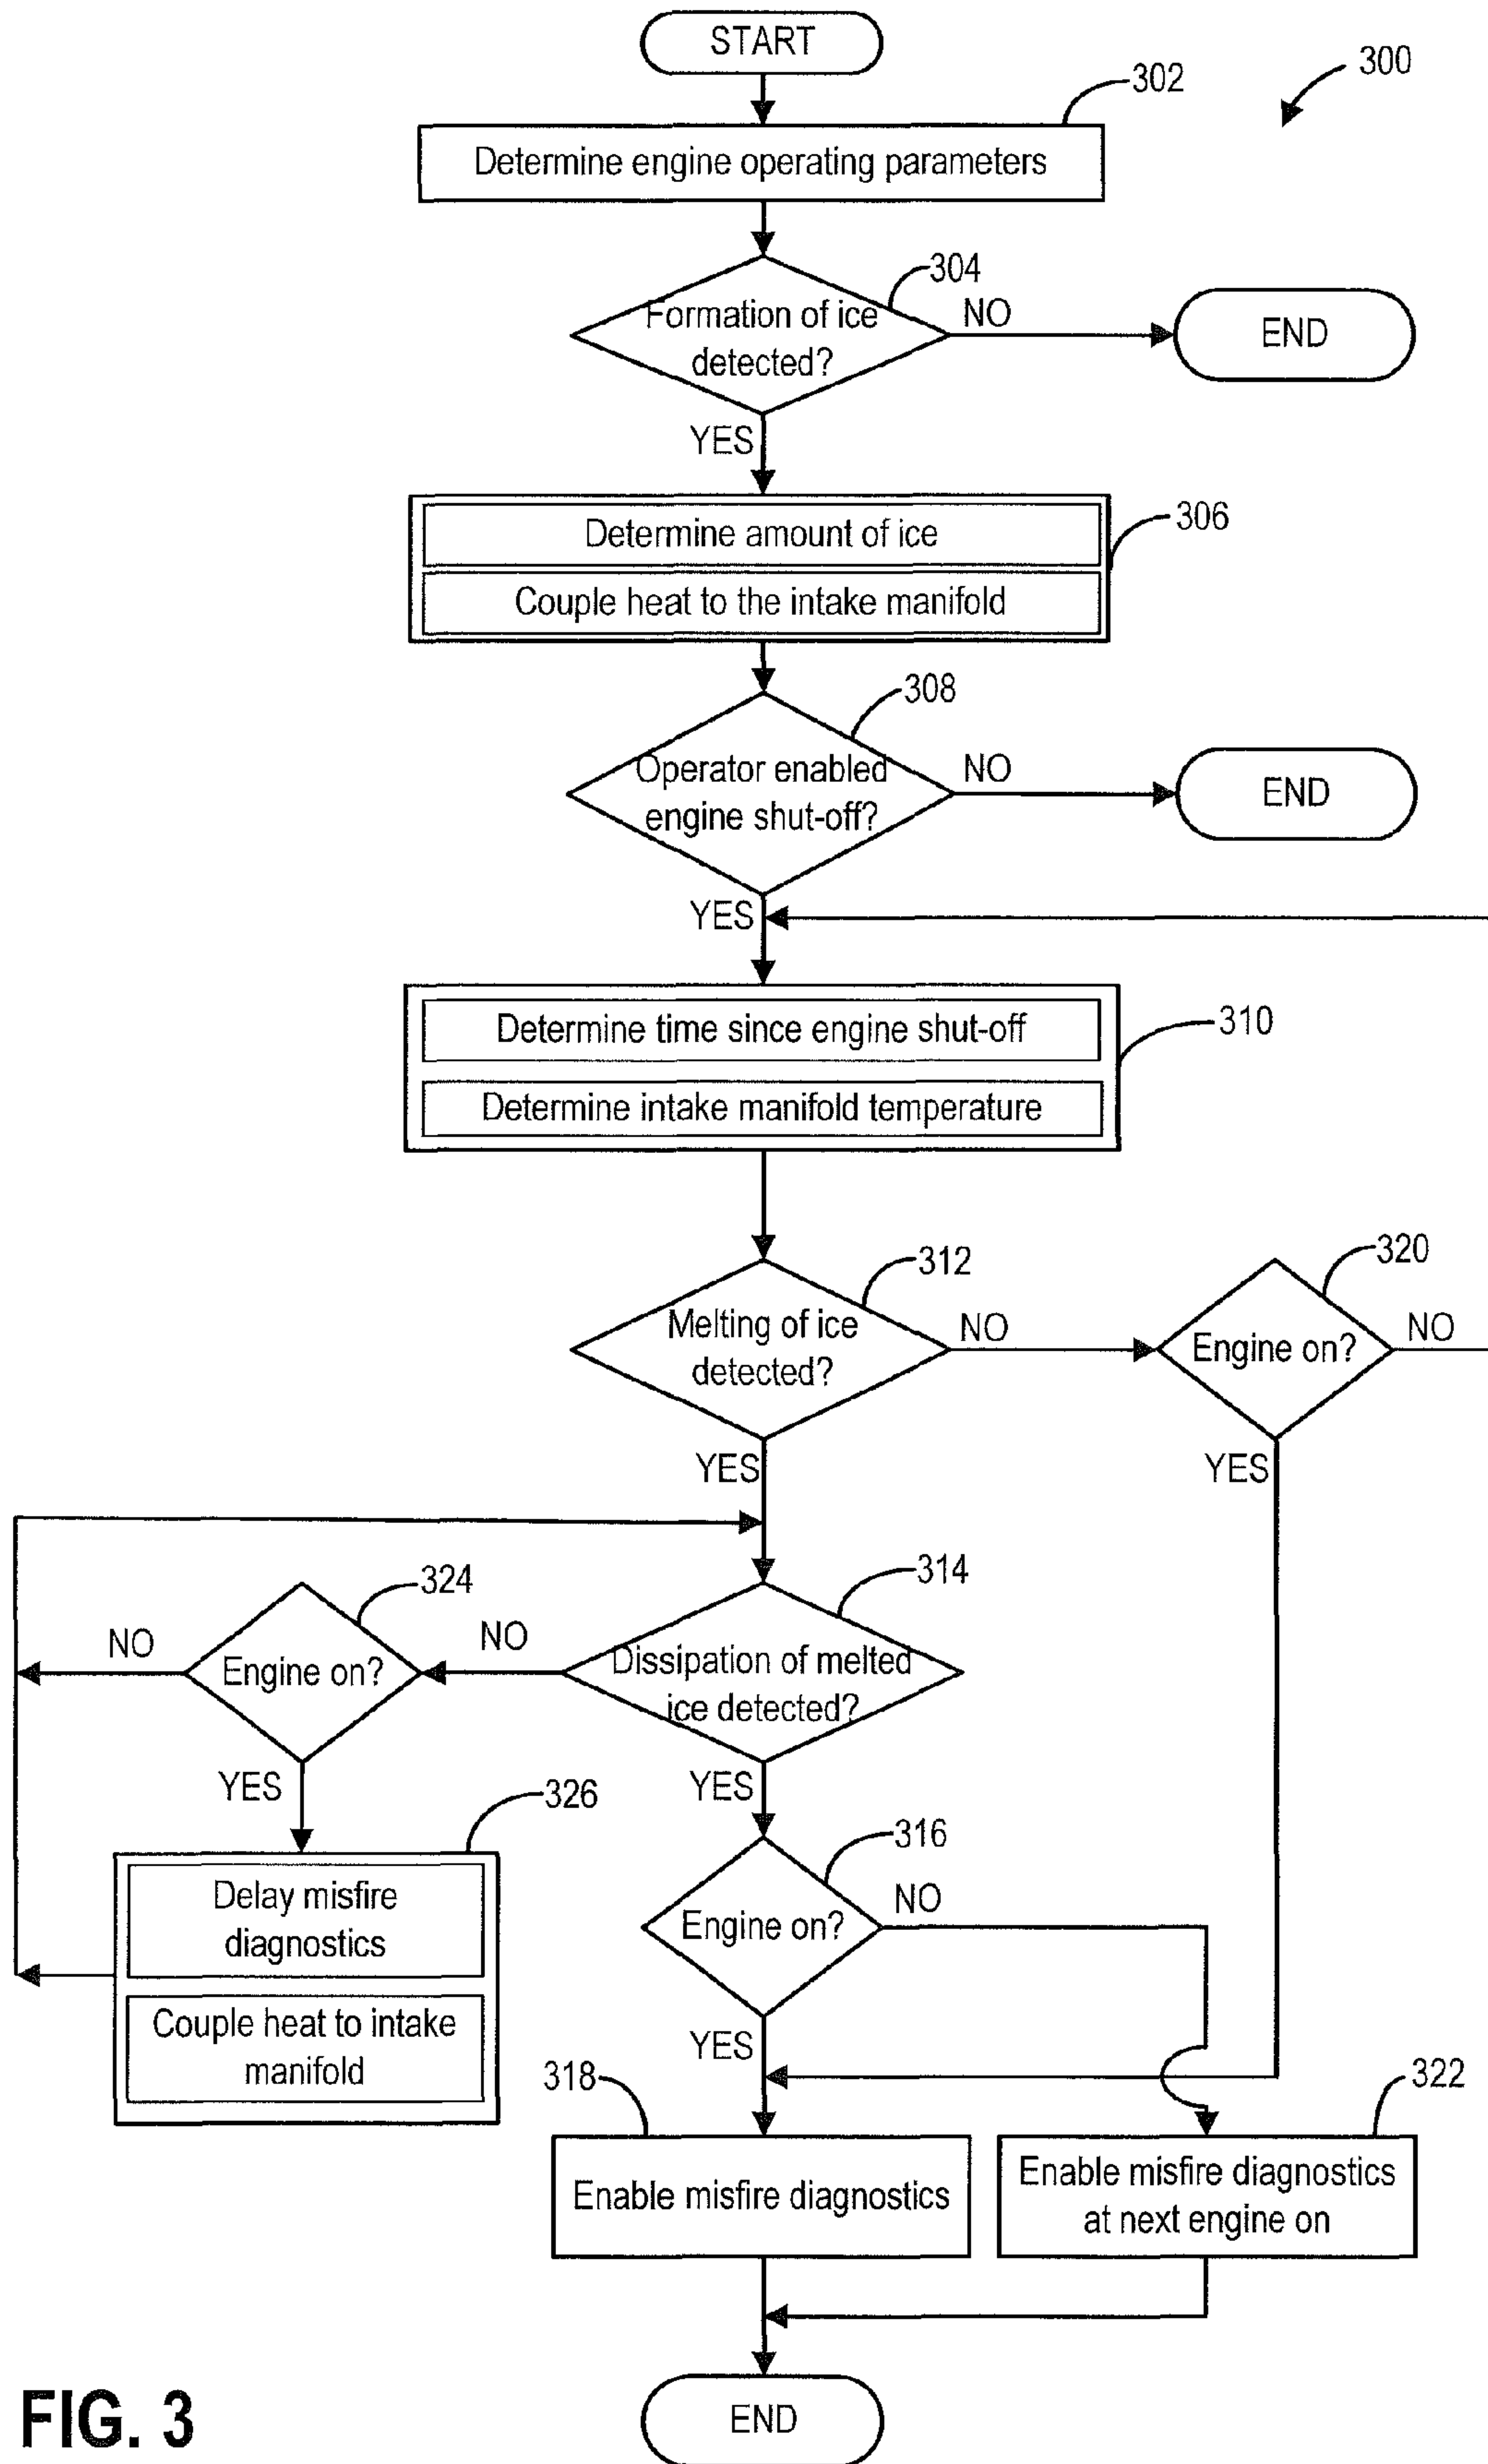 START
300
302
Determine engine operating parameters
304
Formation of ice
detected?
NO
END
YES
306
Determine amount of ice
Couple heat to the intake manifold
308
Operator enabled
engine shut-off?
NO
END
YES
310
Determine time since engine shut-off
Determine intake manifold temperature
312
Melting of ice
detected?
NO
320
Engine on?
NO
YES
YES
324
Engine on?
NO
NO
314
Dissipation of melted
ice detected?
YES
YES
326
Delay misfire
diagnostics
Couple heat to intake
manifold
316
Engine on?
NO
YES
318
Enable misfire diagnostics
322
Enable misfire diagnostics
at next engine on
END
FIG. 3